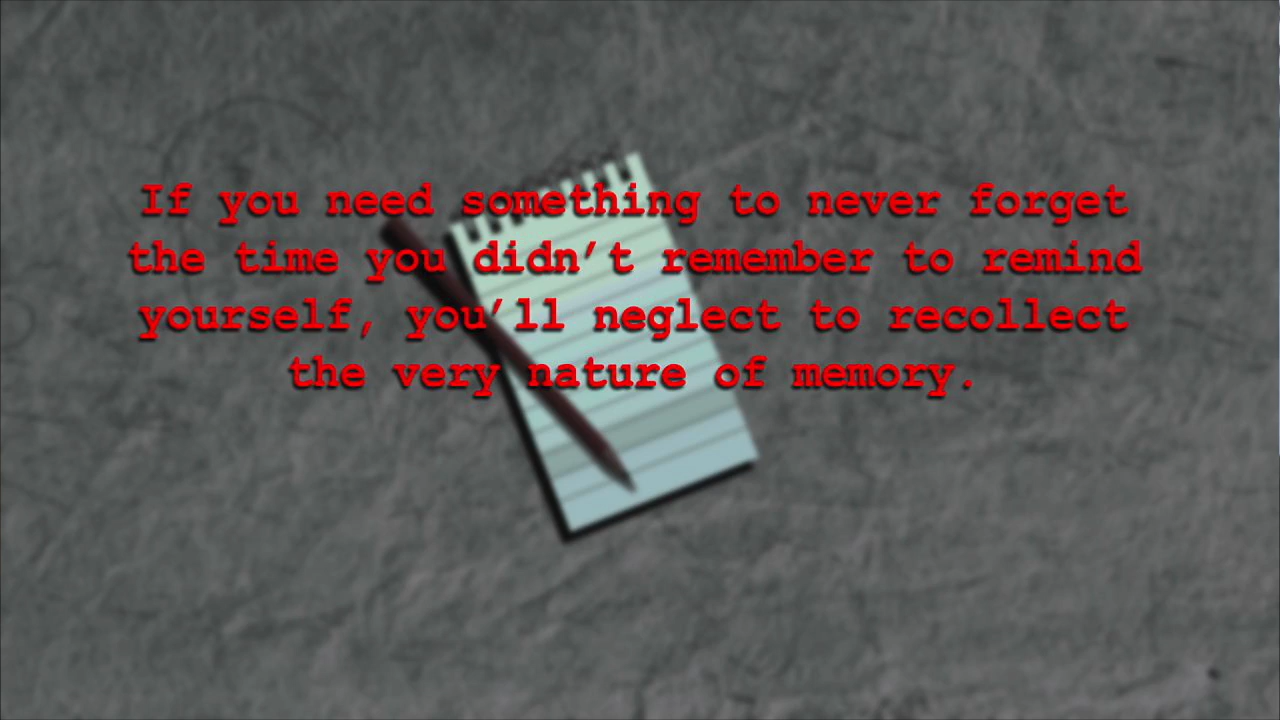 If you need something to never forget
the time you didn’t remember to remind
yourself, you’ll neglect to recollect
the very nature of memory.